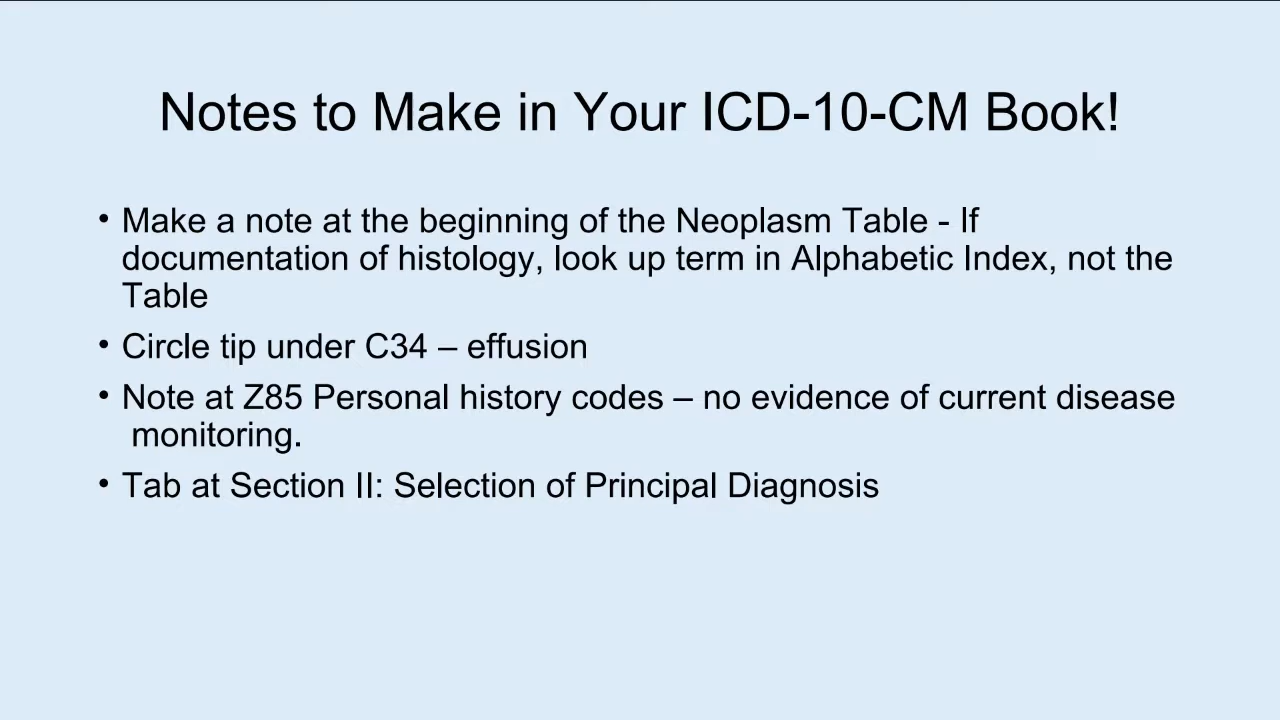 Notes to Make in Your ICD-10-CM Book!
• Make a note at the beginning of the Neoplasm Table - If
documentation of histology, look up term in Alphabetic Index, not the
Table
• Circle tip under C34 – effusion
• Note at Z85 Personal history codes – no evidence of current disease
monitoring.
• Tab at Section II: Selection of Principal Diagnosis